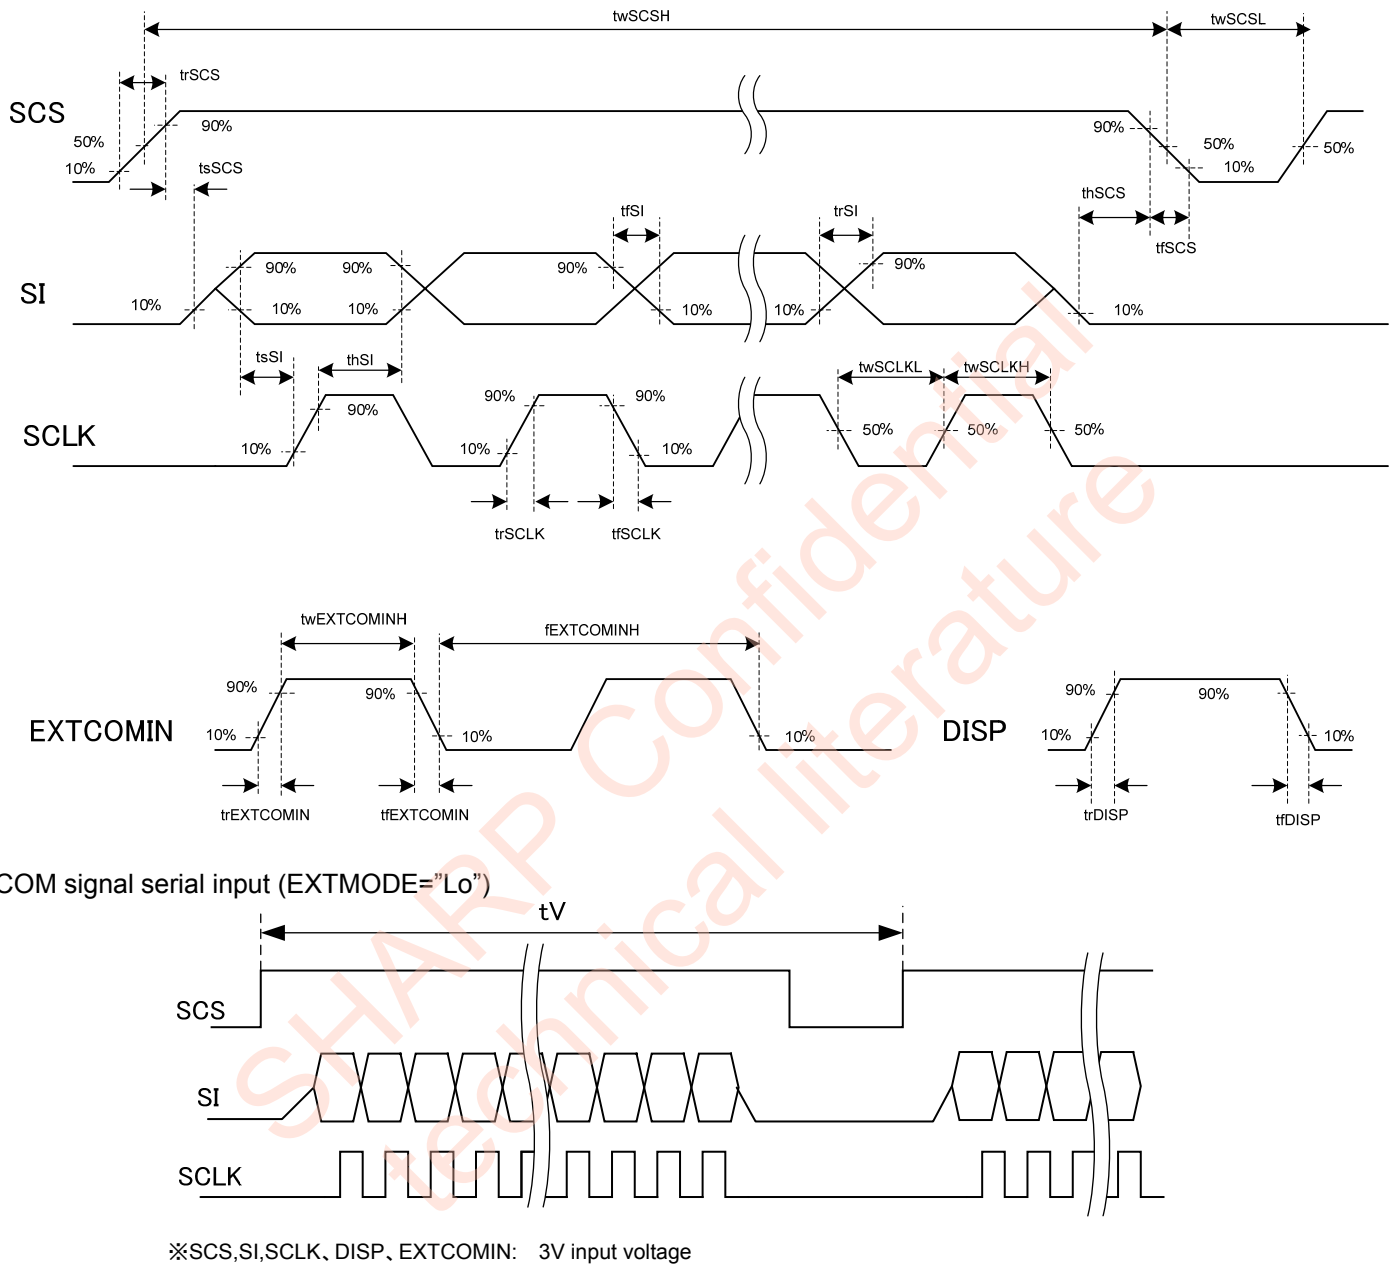 twSCSH
twSCSL
trSCS
SCS
90%
90%
50%
50%
50%
10%
10%
tsSCS
thSCS
tfSI
trSI
tfSCS
90%
90%
90%
90%
SI
10%
10%
10%
10%
10%
10%
tsSI
thSI
twSCLKL
twSCLKH
90%
90%
90%
SCLK
50%
50%
50%
10%
10%
10%
trSCLK
tfSCLK
twEXTCOMINH
fEXTCOMINH
90%
90%
90%
90%
EXTCOMIN
10%
10%
10%
DISP
10%
10%
trEXTCOMIN
tfEXTCOMIN
trDISP
tfDISP
COM signal serial input (EXTMODE=”Lo”)
tV
SCS
SI
SCLK
※SCS,SI,SCLK、DISP、EXTCOMIN: 3V input voltage
SHARP Confidential
technical literature